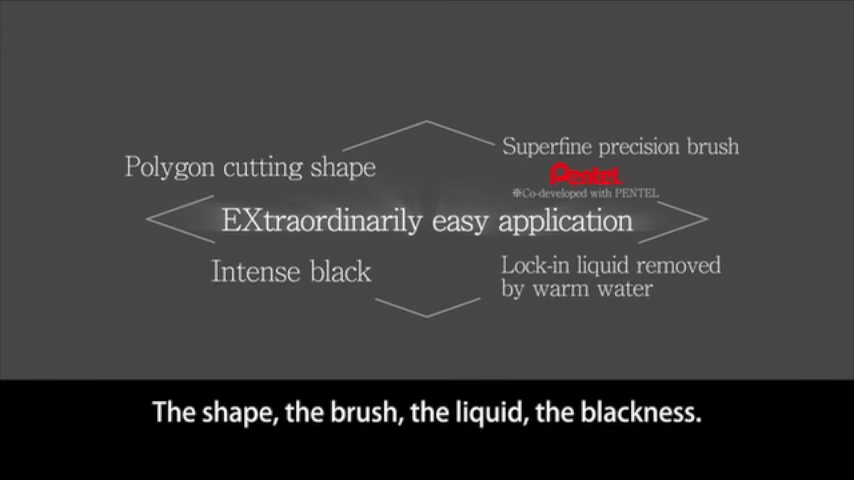 Superfine precision brush
Polygon cutting shape
Pentel
※Co-developed with PENTEL
EXtraordinarily easy application
Intense black
Lock-in liquid removed
by warm water
The shape, the brush, the liquid, the blackness.